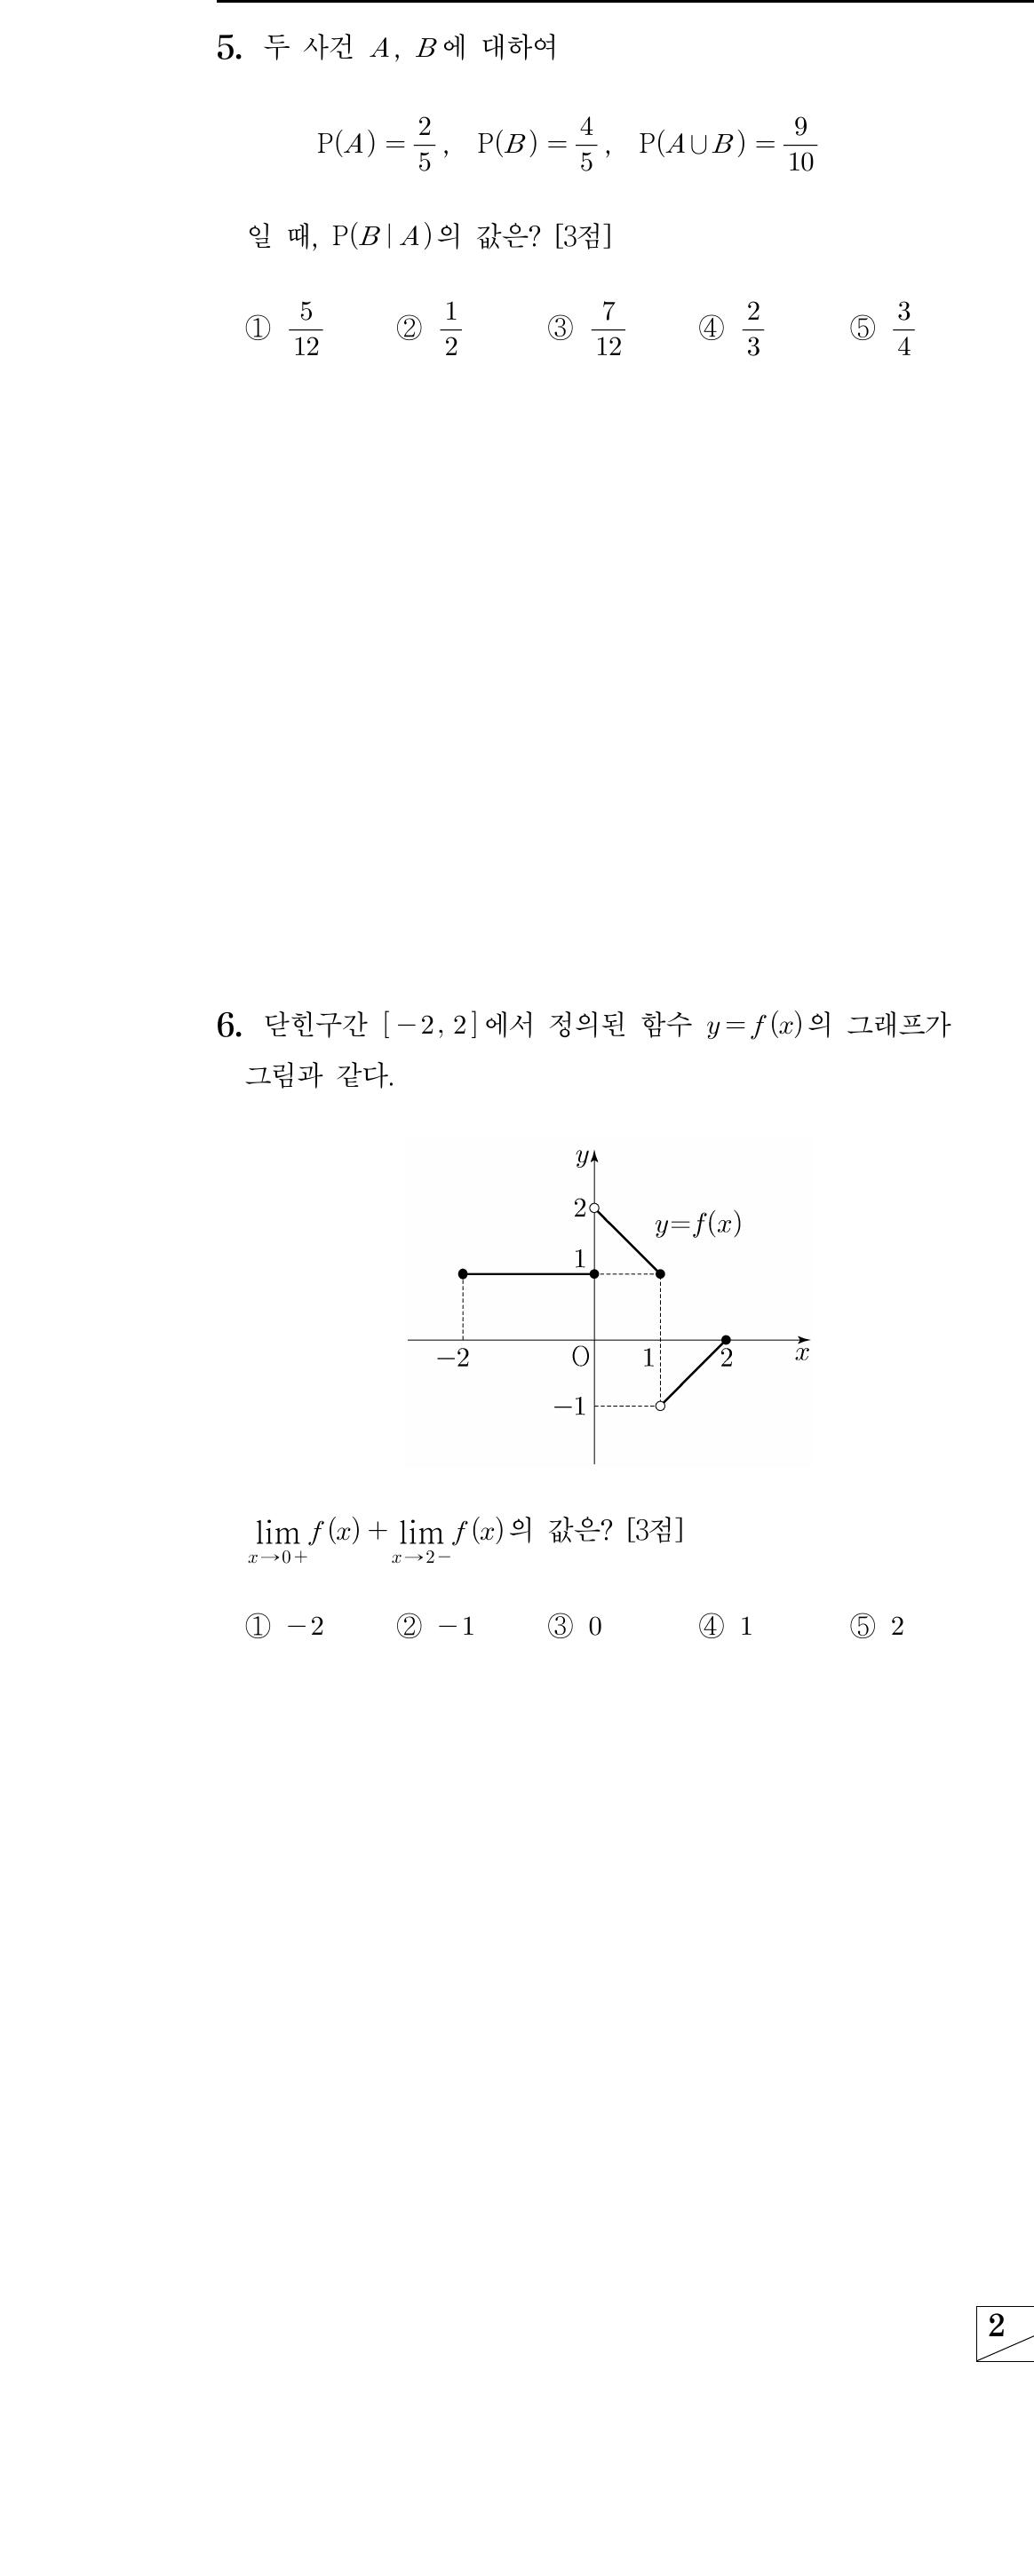 5. 두 사건 A, B에 대하여
P(A) = 2/5, P(B) = 4/5, P(A∪B) = 9/10
일 때, P(B | A)의 값은? [3점]
① 5/12 ② 1/2 ③ 7/12 ④ 2/3 ⑤ 3/4
6. 닫힌구간 [-2, 2]에서 정의된 함수 y=f(x)의 그래프가
그림과 같다.
y
2
y=f(x)
1
-2 O 1 2 x
-1
lim f(x) + lim f(x)의 값은? [3점]
x→0+ x→2-
① -2 ② -1 ③ 0 ④ 1 ⑤ 2
2